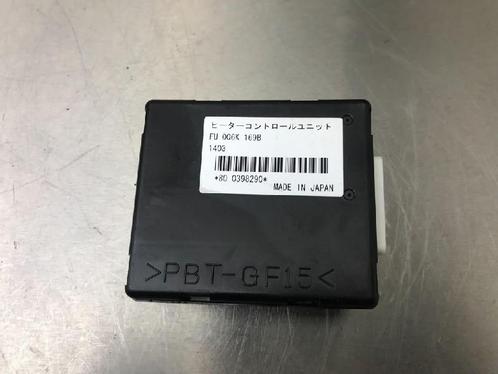 ヒーターコントロールユニット
FU 006K 169B
1403
*80 0398290*
MADE IN JAPAN
>PBT-GF15<